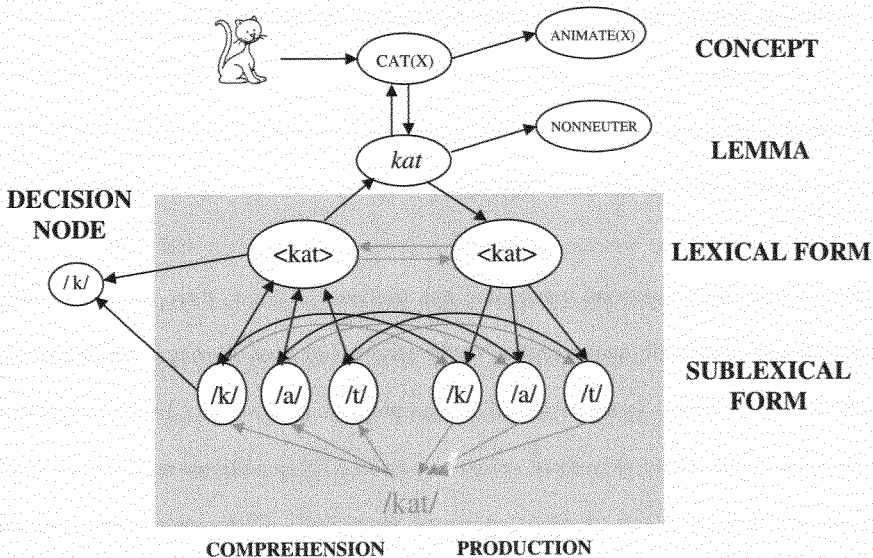 ANIMATE(X)
CAT(X)
CONCEPT
NONNEUTER
kat
LEMMA
DECISION
NODE
<kat>
<kat>
LEXICAL FORM
/k/
/k/
/a/
/t/
/k/
/a/
/t/
SUBLEXICAL
FORM
/kat/
COMPREHENSION
PRODUCTION